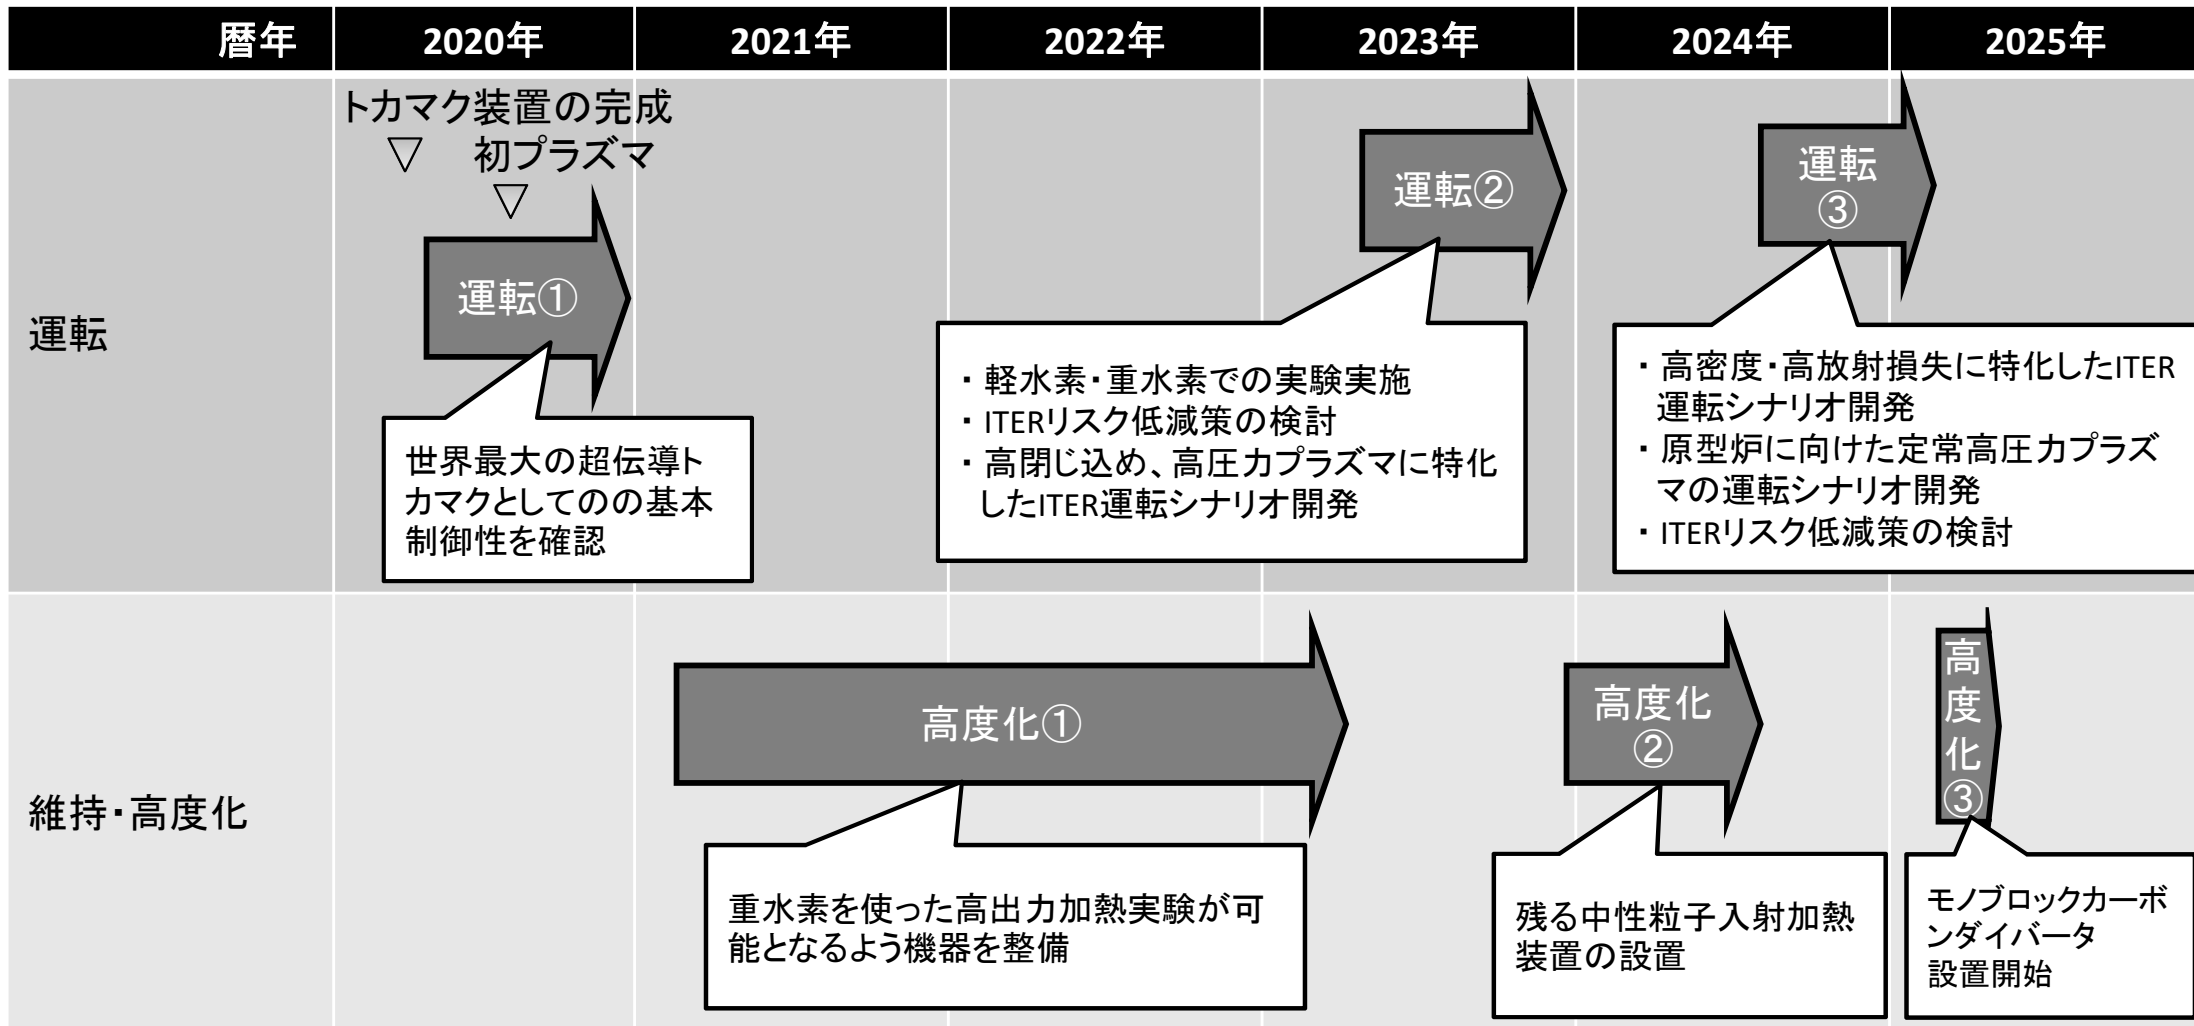 暦年 2020年 2021年 2022年 2023年 2024年 2025年
運転
トカマク装置の完成
▽ 初プラズマ
▽
運転①
世界最大の超伝導ト
カマクとしてのの基本
制御性を確認
運転②
・ 軽水素・重水素での実験実施
・ ITERリスク低減策の検討
・ 高閉じ込め、高圧力プラズマに特化
したITER運転シナリオ開発
運転
③
・ 高密度・高放射損失に特化したITER
運転シナリオ開発
・ 原型炉に向けた定常高圧力プラズ
マの運転シナリオ開発
・ ITERリスク低減策の検討
維持・高度化
高度化①
重水素を使った高出力加熱実験が可
能となるよう機器を整備
高度化
②
残る中性粒子入射加熱
装置の設置
高
度
化
③
モノブロックカーボ
ンダイバータ
設置開始